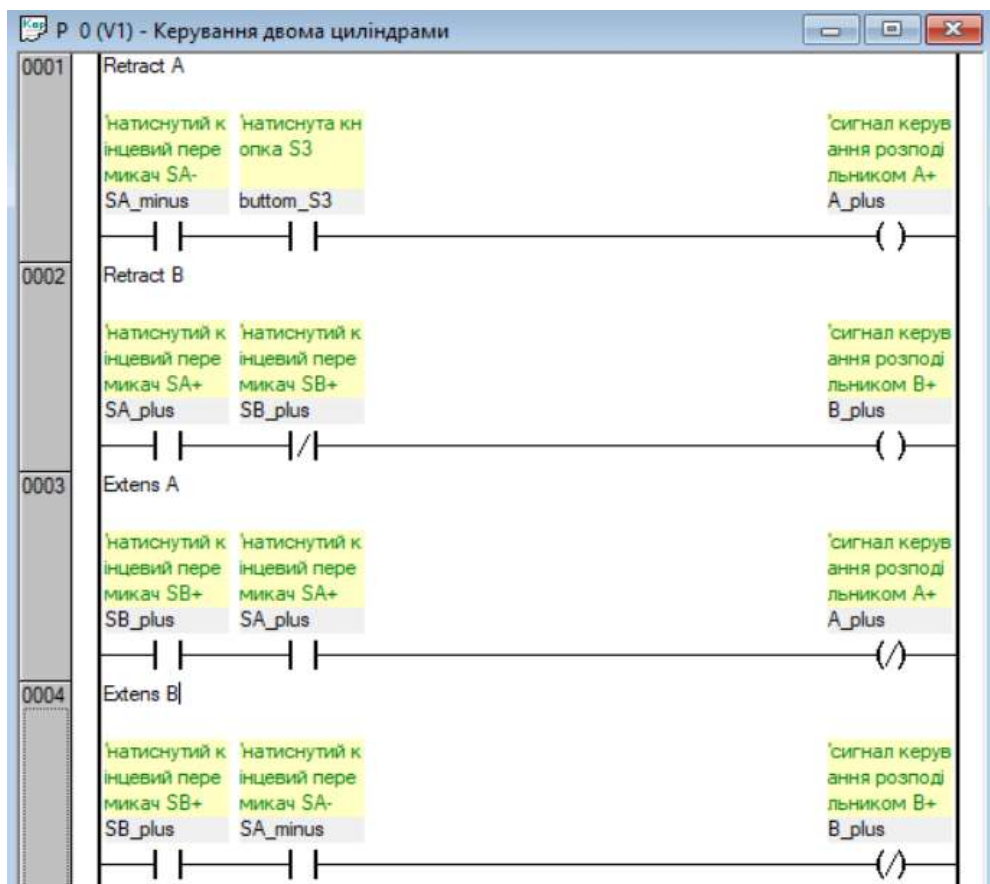 Кер P 0 (V1) - Керування двома циліндрами
0001 Retract A
'натиснутий к 'натиснута кн 'сигнал керув
інцевий пере опка S3 ання розподі
микач SA- льником A+
SA_minus buttom_S3 A_plus
0002 Retract B
'натиснутий к 'натиснутий к 'сигнал керув
інцевий пере інцевий пере ання розподі
микач SA+ микач SB+ льником B+
SA_plus SB_plus B_plus
0003 Extens A
'натиснутий к 'натиснутий к 'сигнал керув
інцевий пере інцевий пере ання розподі
микач SB+ микач SA+ льником A+
SB_plus SA_plus A_plus
0004 Extens B
'натиснутий к 'натиснутий к 'сигнал керув
інцевий пере інцевий пере ання розподі
микач SB+ микач SA- льником B+
SB_plus SA_minus B_plus